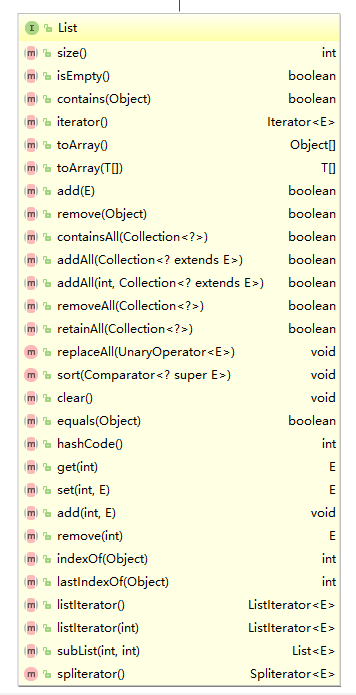 I List
m size() int
m isEmpty() boolean
m contains(Object) boolean
m iterator() Iterator<E>
m toArray() Object[]
m toArray(T[]) T[]
m add(E) boolean
m remove(Object) boolean
m containsAll(Collection<?>) boolean
m addAll(Collection<? extends E>) boolean
m addAll(int, Collection<? extends E>) boolean
m removeAll(Collection<?>) boolean
m retainAll(Collection<?>) boolean
m replaceAll(UnaryOperator<E>) void
m sort(Comparator<? super E>) void
m clear() void
m equals(Object) boolean
m hashCode() int
m get(int) E
m set(int, E) E
m add(int, E) void
m remove(int) E
m indexOf(Object) int
m lastIndexOf(Object) int
m listIterator() ListIterator<E>
m listIterator(int) ListIterator<E>
m subList(int, int) List<E>
m spliterator() Spliterator<E>